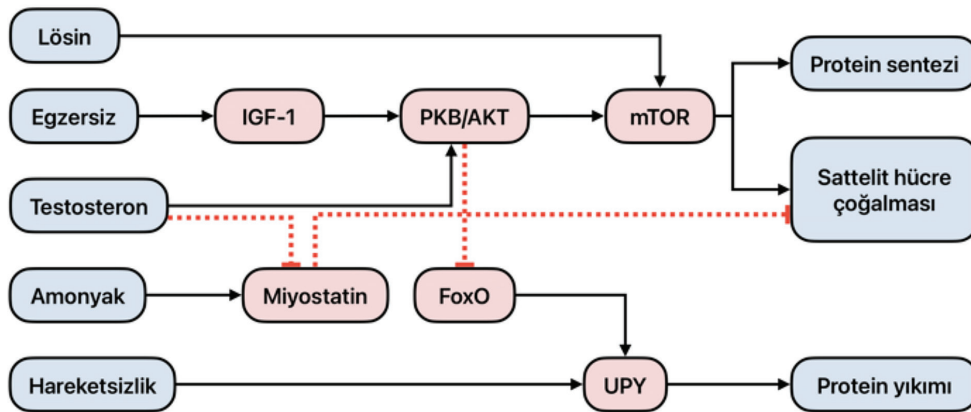 Lösin
Protein sentezi
Egzersiz
IGF-1
PKB/AKT
mTOR
Sattelit hücre
çoğalması
Testosteron
Amonyak
Miyostatin
FoxO
Hareketsizlik
UPY
Protein yıkımı